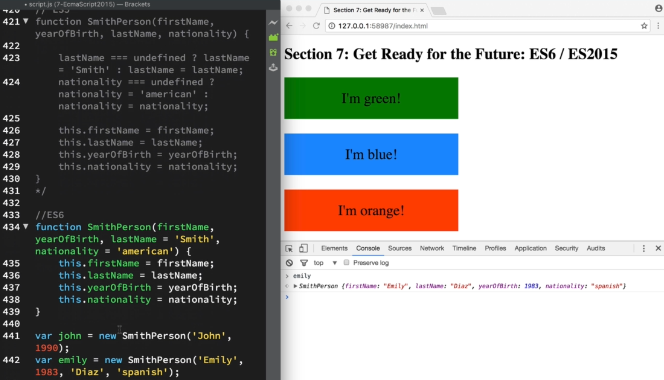 script.js (7-EcmaScript2015) — Brackets
420 // ES5
421 function SmithPerson(firstName,
yearOfBirth, lastName, nationality) {
422
423 lastName === undefined ? lastName
= 'Smith' : lastName = lastName;
424 nationality === undefined ?
nationality = 'american' :
nationality = nationality;
425
426 this.firstName = firstName;
427 this.lastName = lastName;
428 this.yearOfBirth = yearOfBirth;
429 this.nationality = nationality;
430 }
431 */
432
433 //ES6
434 function SmithPerson(firstName,
yearOfBirth, lastName = 'Smith',
nationality = 'american') {
435 this.firstName = firstName;
436 this.lastName = lastName;
437 this.yearOfBirth = yearOfBirth;
438 this.nationality = nationality;
439 }
440
441 var john = new SmithPerson('John',
1990);
442 var emily = new SmithPerson('Emily',
1983, 'Diaz', 'spanish');
Section 7: Get Ready for the Fu
127.0.0.1:58987/index.html
Section 7: Get Ready for the Future: ES6 / ES2015
I'm green!
I'm blue!
I'm orange!
Elements Console Sources Network Timeline Profiles Application Security Audits
top Preserve log
emily
SmithPerson {firstName: "Emily", lastName: "Diaz", yearOfBirth: 1983, nationality: "spanish"}